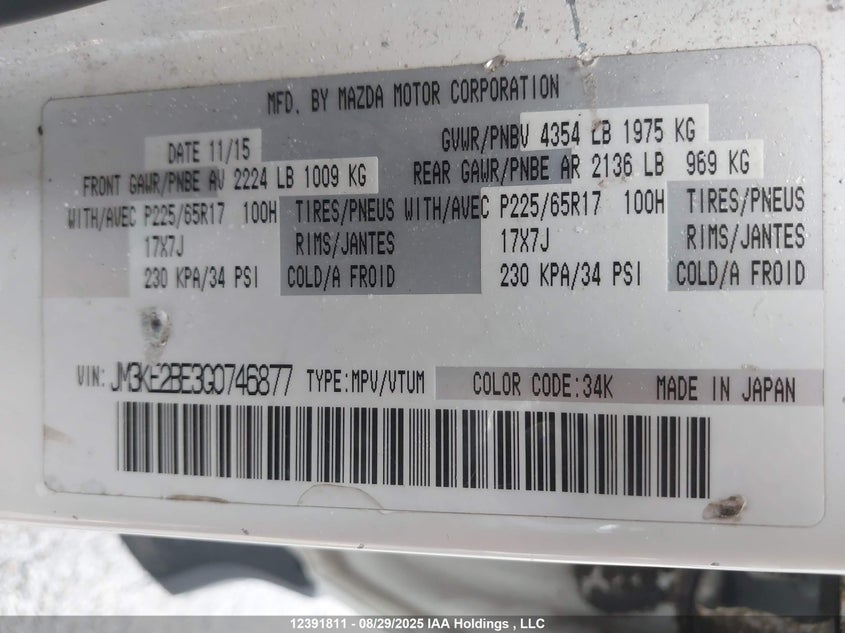 MFD. BY MAZDA MOTOR CORPORATION
DATE 11/15 GVWR/PNBV 4354 LB 1975 KG
FRONT GAWR/PNBE AV 2224 LB 1009 KG REAR GAWR/PNBE AR 2136 LB 969 KG
WITH/AVEC P225/65R17 100H TIRES/PNEUS WITH/AVEC P225/65R17 100H TIRES/PNEUS
17X7J RIMS/JANTES 17X7J RIMS/JANTES
230 KPA/34 PSI COLD/A FROID 230 KPA/34 PSI COLD/A FROID
VIN: JM3KE2BE3G0746877 TYPE:MPV/VTUM COLOR CODE:34K MADE IN JAPAN
12391811 - 08/29/2025 IAA Holdings , LLC